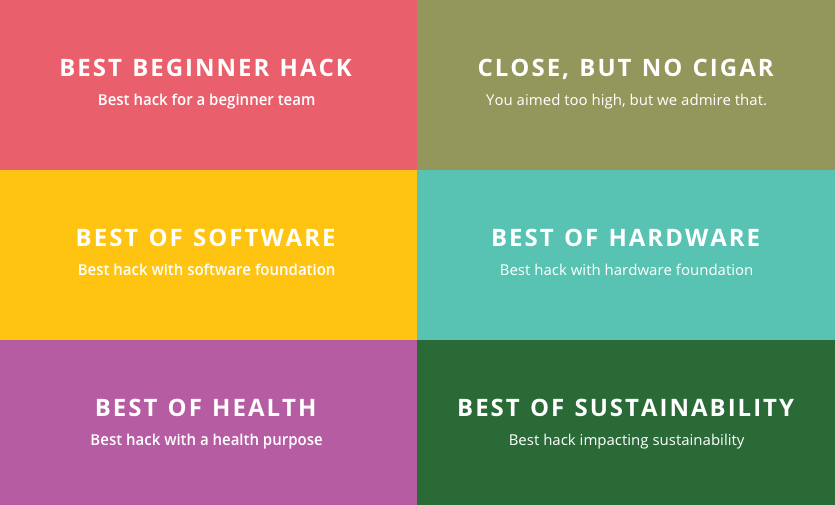 BEST BEGINNER HACK
Best hack for a beginner team
CLOSE, BUT NO CIGAR
You aimed too high, but we admire that.
BEST OF SOFTWARE
Best hack with software foundation
BEST OF HARDWARE
Best hack with hardware foundation
BEST OF HEALTH
Best hack with a health purpose
BEST OF SUSTAINABILITY
Best hack impacting sustainability